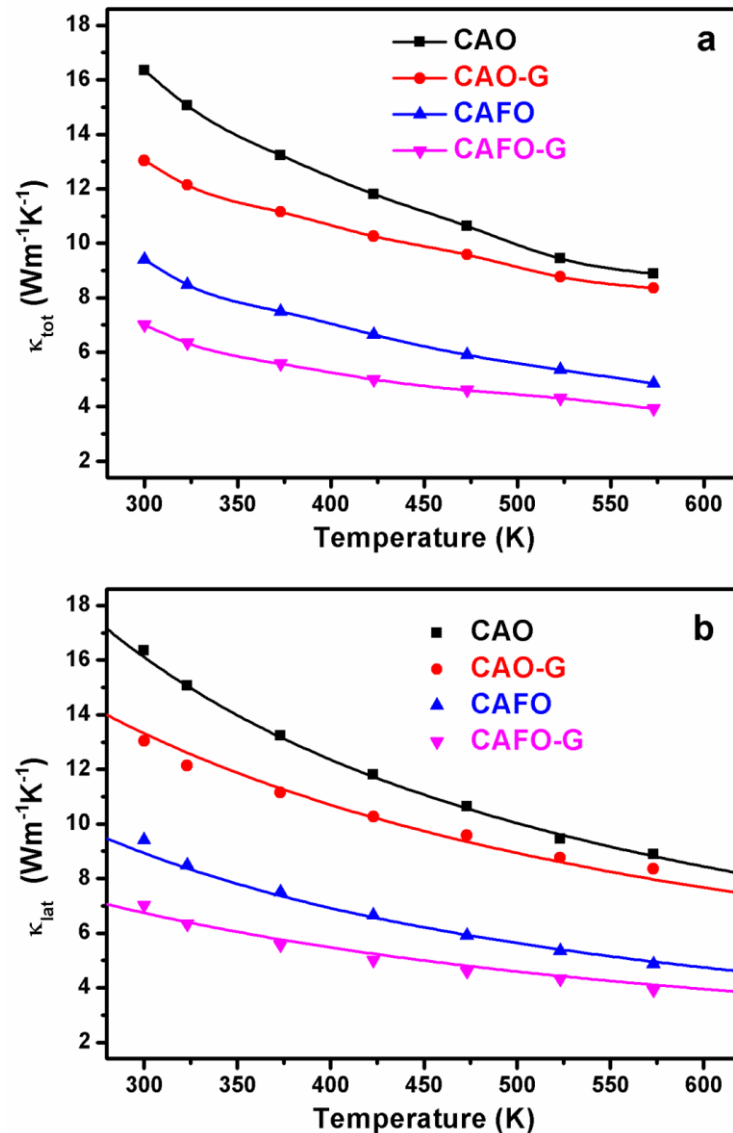 a
CAO
CAO-G
CAFO
CAFO-G
18
16
14
12
10
8
6
4
2
κtot (Wm⁻¹K⁻¹)
300 350 400 450 500 550 600
Temperature (K)
b
CAO
CAO-G
CAFO
CAFO-G
18
16
14
12
10
8
6
4
2
κlat (Wm⁻¹K⁻¹)
300 350 400 450 500 550 600
Temperature (K)